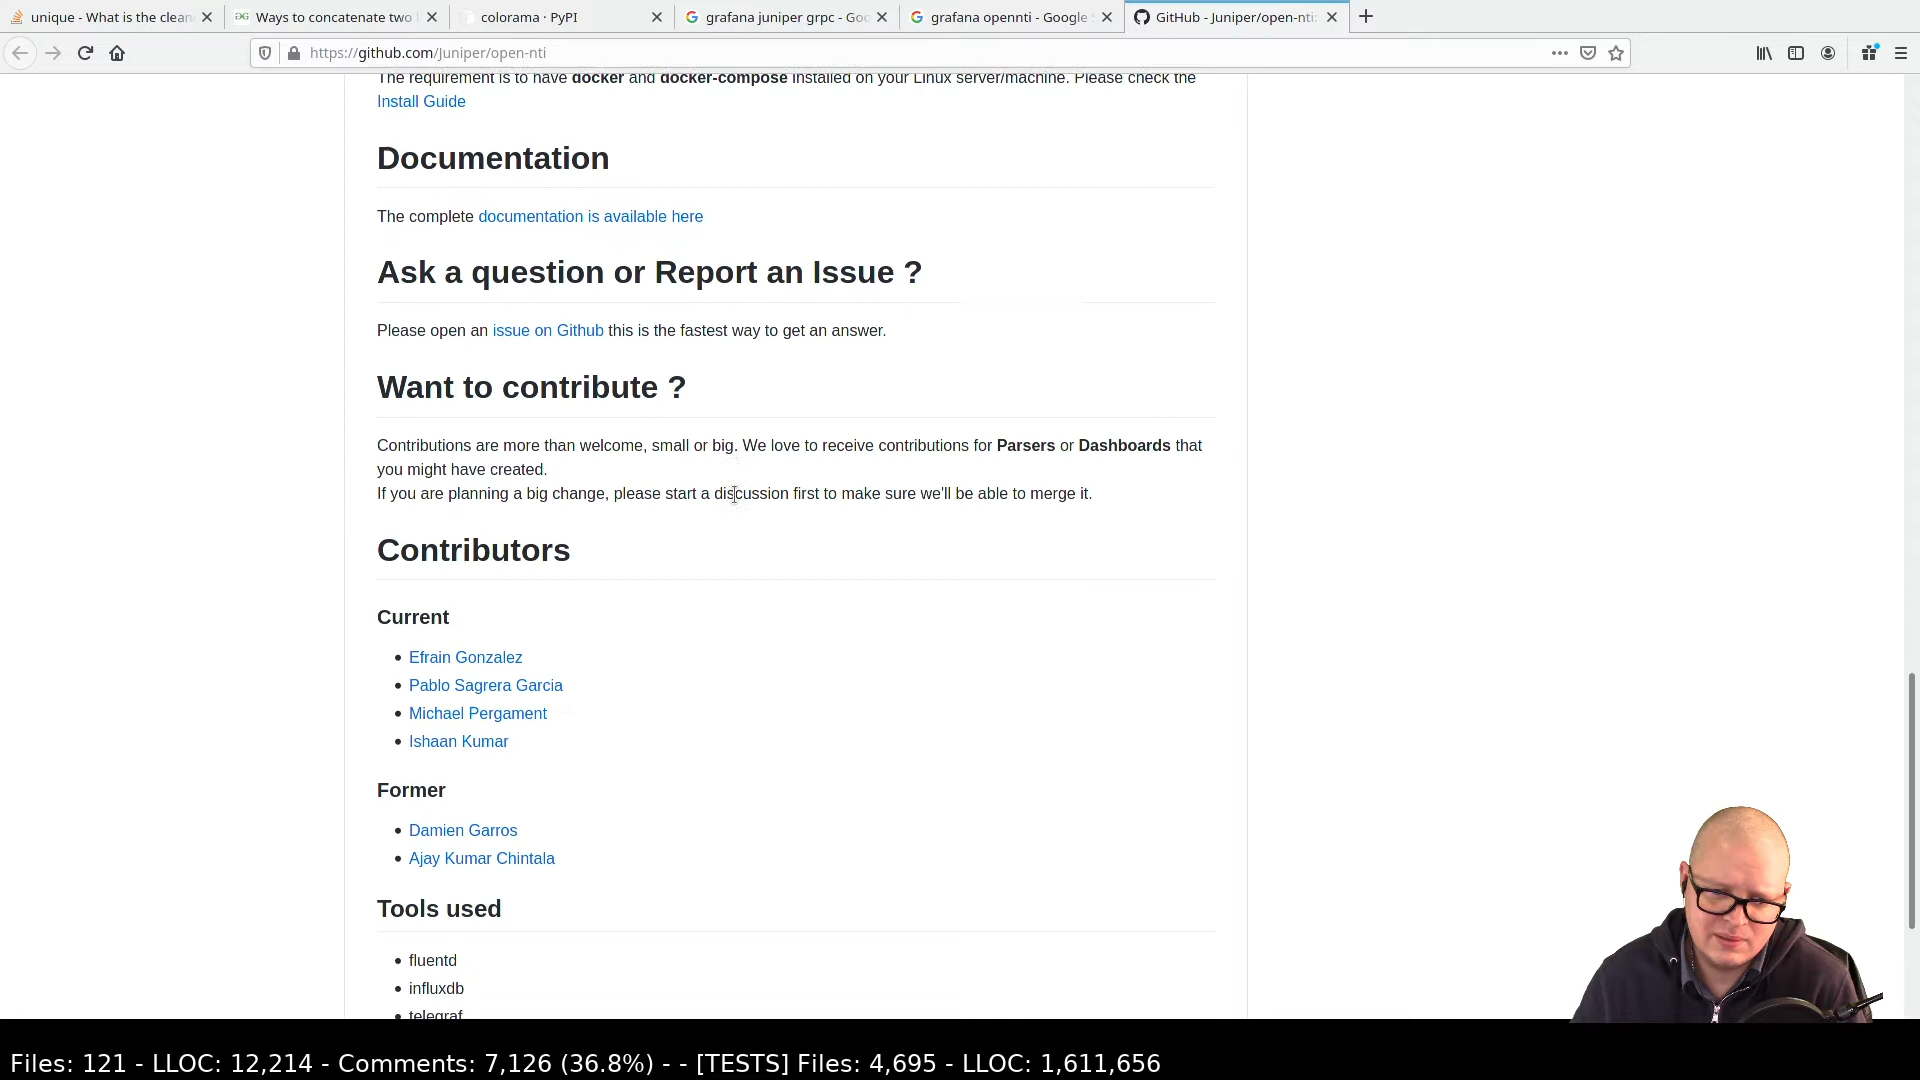 unique - What is the clean
Ways to concatenate two
colorama · PyPI
grafana juniper grpc - Goo
grafana opennti - Google S
GitHub - Juniper/open-nti:
https://github.com/Juniper/open-nti
The requirement is to have docker and docker-compose installed on your Linux server/machine. Please check the
Install Guide
Documentation
The complete documentation is available here
Ask a question or Report an Issue ?
Please open an issue on Github this is the fastest way to get an answer.
Want to contribute ?
Contributions are more than welcome, small or big. We love to receive contributions for Parsers or Dashboards that
you might have created.
If you are planning a big change, please start a discussion first to make sure we'll be able to merge it.
Contributors
Current
Efrain Gonzalez
Pablo Sagrera Garcia
Michael Pergament
Ishaan Kumar
Former
Damien Garros
Ajay Kumar Chintala
Tools used
fluentd
influxdb
telegraf
Files: 121 - LLOC: 12,214 - Comments: 7,126 (36.8%) - - [TESTS] Files: 4,695 - LLOC: 1,611,656